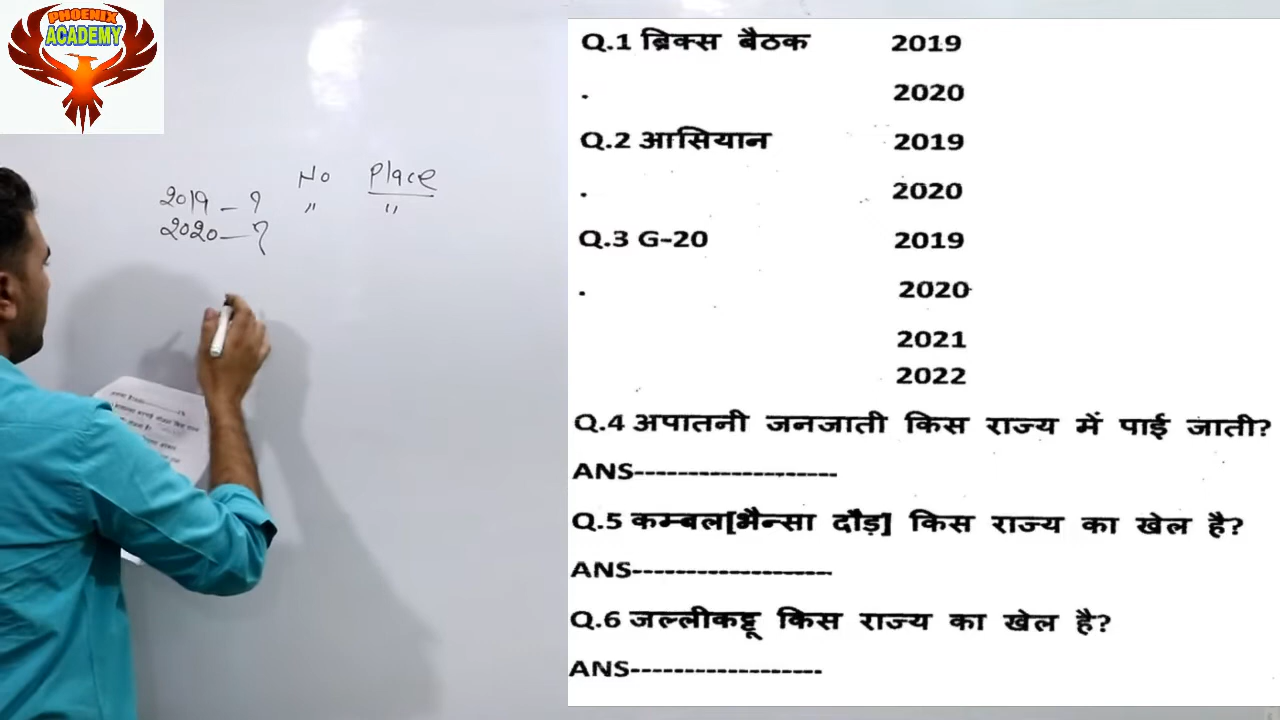 PHOENIX
ACADEMY
No Place
2019 – ? " "
2020 – ?
Q.1 ब्रिक्स बैठक 2019
. 2020
Q.2 आसियान 2019
. 2020
Q.3 G-20 2019
. 2020
2021
2022
Q.4 अपातनी जनजाती किस राज्य में पाई जाती?
ANS-------------------
Q.5 कम्बल[भैन्सा दौड़] किस राज्य का खेल है?
ANS-------------------
Q.6 जल्लीकट्टू किस राज्य का खेल है?
ANS------------------